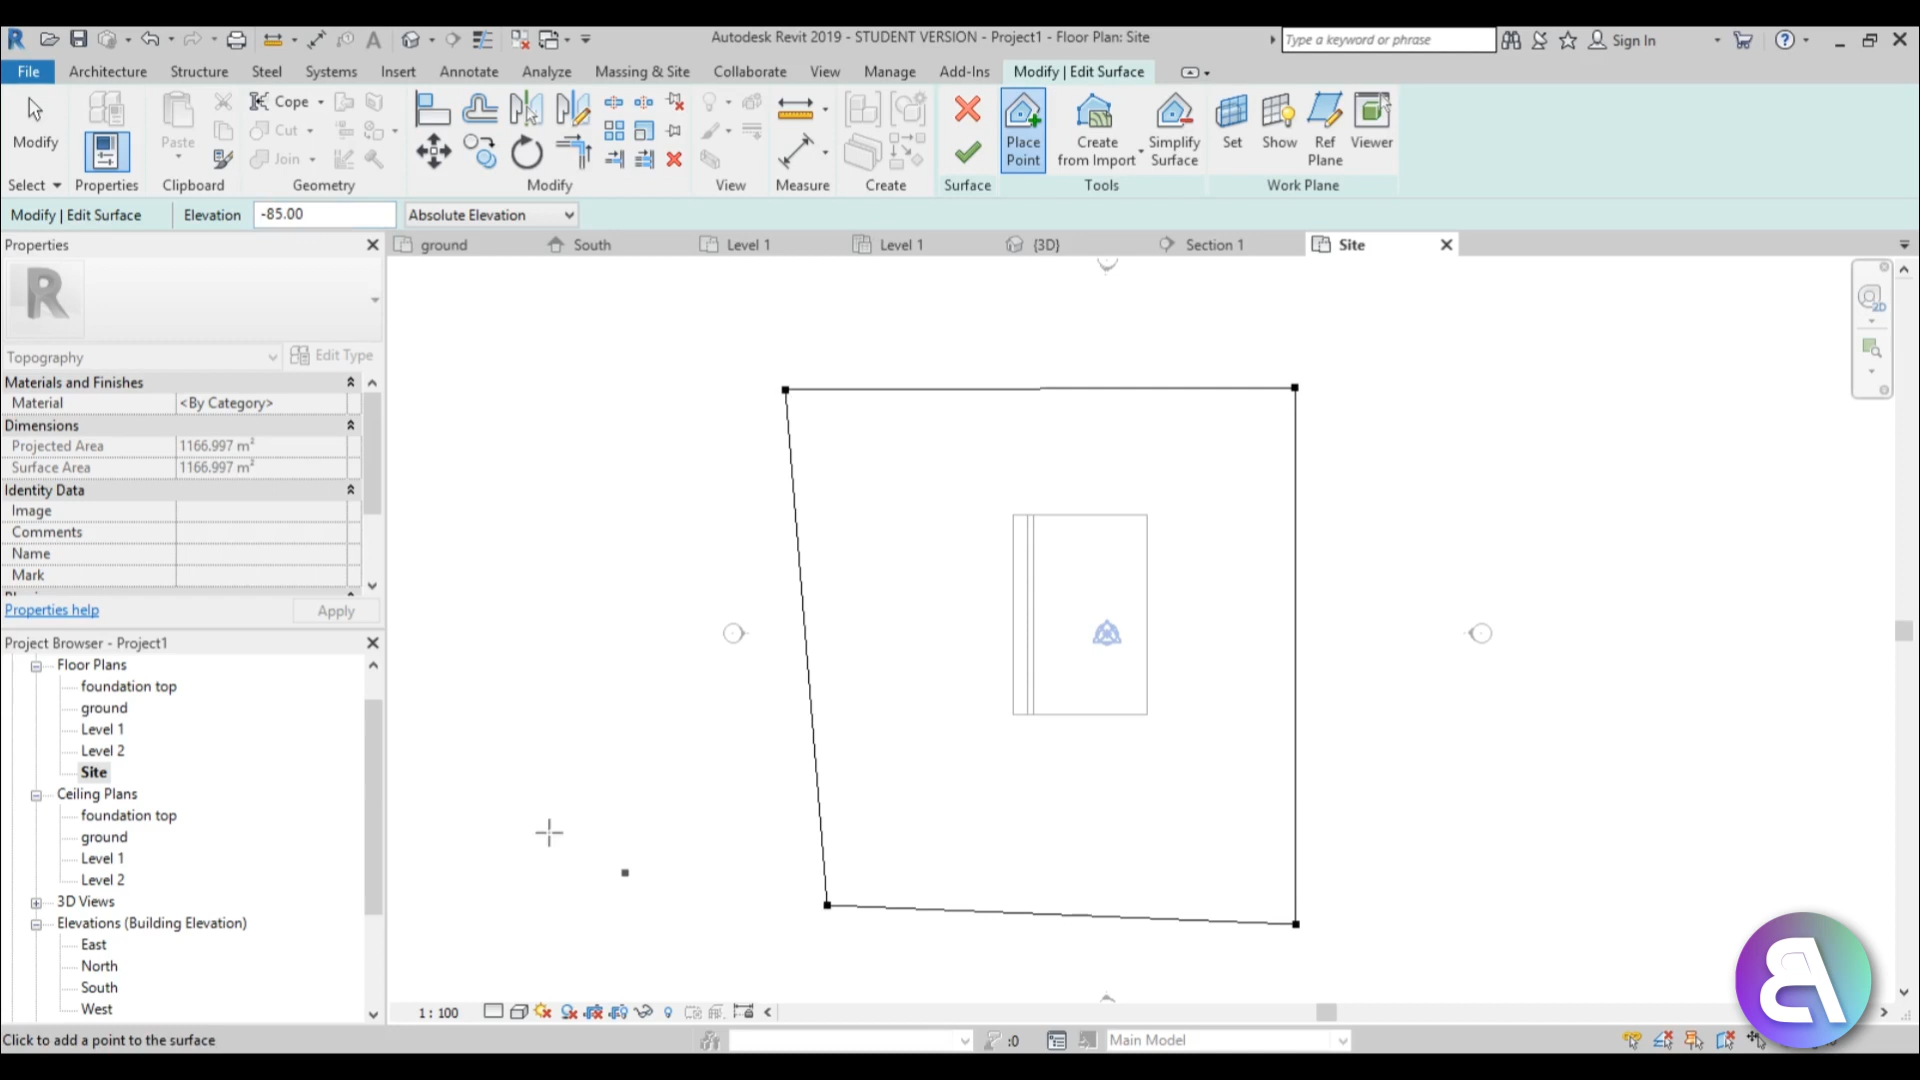 Autodesk Revit 2019 - STUDENT VERSION - Project1 - Floor Plan: Site
Type a keyword or phrase
Sign In
File Architecture Structure Steel Systems Insert Annotate Analyze Massing & Site Collaborate View Manage Add-Ins Modify | Edit Surface
Modify
Paste
Cope
Cut
Join
Place Point
Create from Import
Simplify Surface
Set
Show
Ref Plane
Viewer
Select Properties Clipboard Geometry Modify View Measure Create Surface Tools Work Plane
Modify | Edit Surface Elevation -85.00 Absolute Elevation
Properties
ground South Level 1 Level 1 {3D} Section 1 Site
R
Topography Edit Type
Materials and Finishes
Material <By Category>
Dimensions
Projected Area 1166.997 m²
Surface Area 1166.997 m²
Identity Data
Image
Comments
Name
Mark
Properties help Apply
Project Browser - Project1
Floor Plans
foundation top
ground
Level 1
Level 2
Site
Ceiling Plans
foundation top
ground
Level 1
Level 2
3D Views
Elevations (Building Elevation)
East
North
South
West
2D
1 : 100
Click to add a point to the surface
:0
Main Model